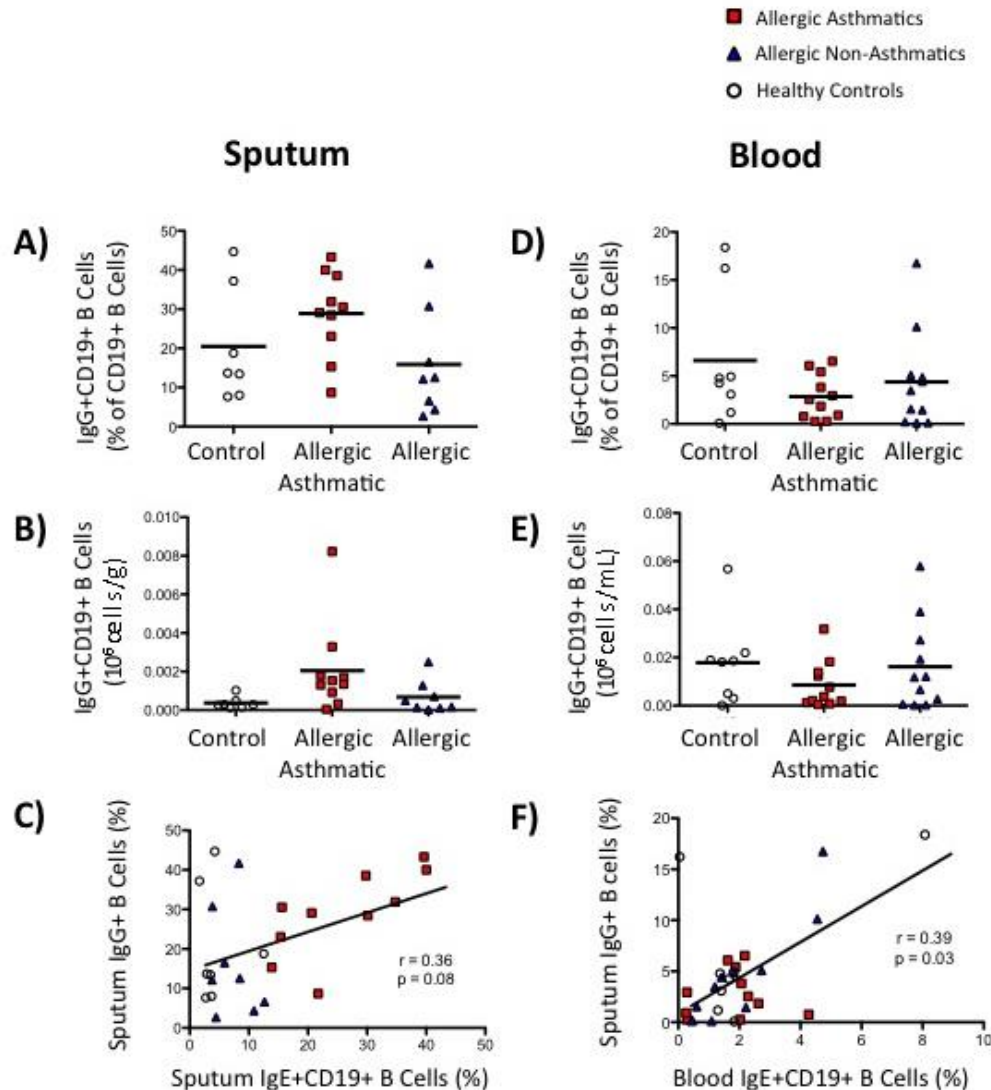 Allergic Asthmatics
Allergic Non-Asthmatics
Healthy Controls
Sputum
Blood
A)
IgG+CD19+ B Cells
(% of CD19+ B Cells)
50
40
30
20
10
0
Control
Allergic
Allergic
Asthmatic
D)
IgG+CD19+ B Cells
(% of CD19+ B Cells)
20
15
10
5
0
Control
Allergic
Allergic
Asthmatic
B)
IgG+CD19+ B Cells
(10⁶ cells/g)
0.010
0.008
0.006
0.004
0.002
0.000
Control
Allergic
Allergic
Asthmatic
E)
IgG+CD19+ B Cells
(10⁶ cells/mL)
0.08
0.06
0.04
0.02
0.00
Control
Allergic
Allergic
Asthmatic
C)
Sputum IgG+ B Cells (%)
50
40
30
20
10
0
r = 0.36
p = 0.08
0 10 20 30 40 50
Sputum IgE+CD19+ B Cells (%)
F)
Sputum IgG+ B cells (%)
20
15
10
5
0
r = 0.39
p = 0.03
0 2 4 6 8 10
Blood IgE+CD19+ B Cells (%)